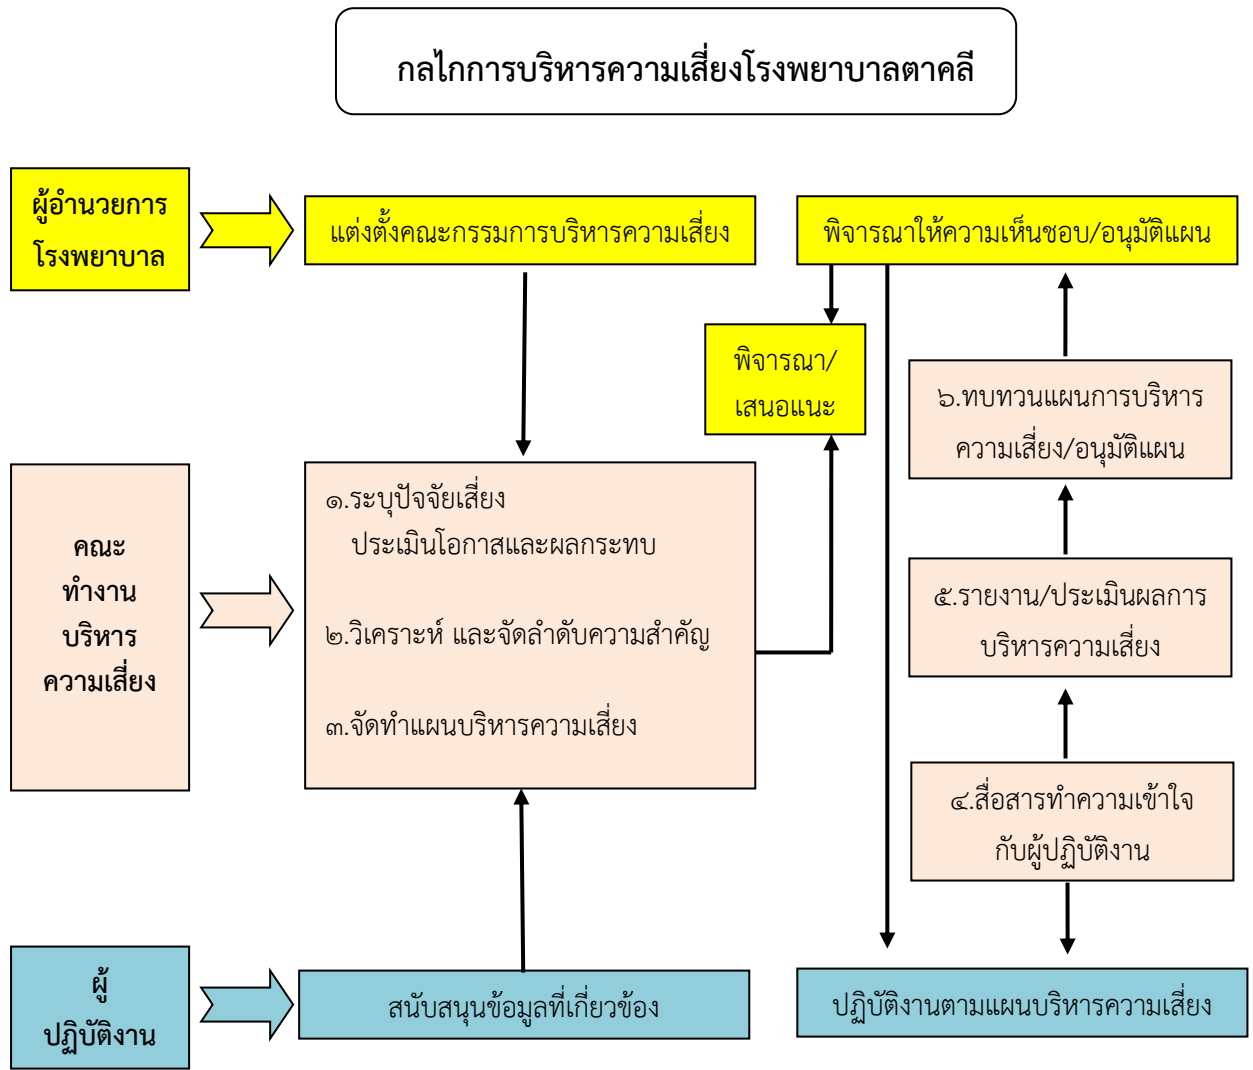 กลไกการบริหารความเสี่ยงโรงพยาบาลตาคลี
ผู้อำนวยการ
โรงพยาบาล
แต่งตั้งคณะกรรมการบริหารความเสี่ยง
พิจารณาให้ความเห็นชอบ/อนุมัติแผน
พิจารณา/
เสนอแนะ
๖.ทบทวนแผนการบริหาร
ความเสี่ยง/อนุมัติแผน
คณะ
ทำงาน
บริหาร
ความเสี่ยง
๑.ระบุปัจจัยเสี่ยง
ประเมินโอกาสและผลกระทบ
๒.วิเคราะห์ และจัดลำดับความสำคัญ
๓.จัดทำแผนบริหารความเสี่ยง
๕.รายงาน/ประเมินผลการ
บริหารความเสี่ยง
๔.สื่อสารทำความเข้าใจ
กับผู้ปฏิบัติงาน
ผู้
ปฏิบัติงาน
สนับสนุนข้อมูลที่เกี่ยวข้อง
ปฏิบัติงานตามแผนบริหารความเสี่ยง